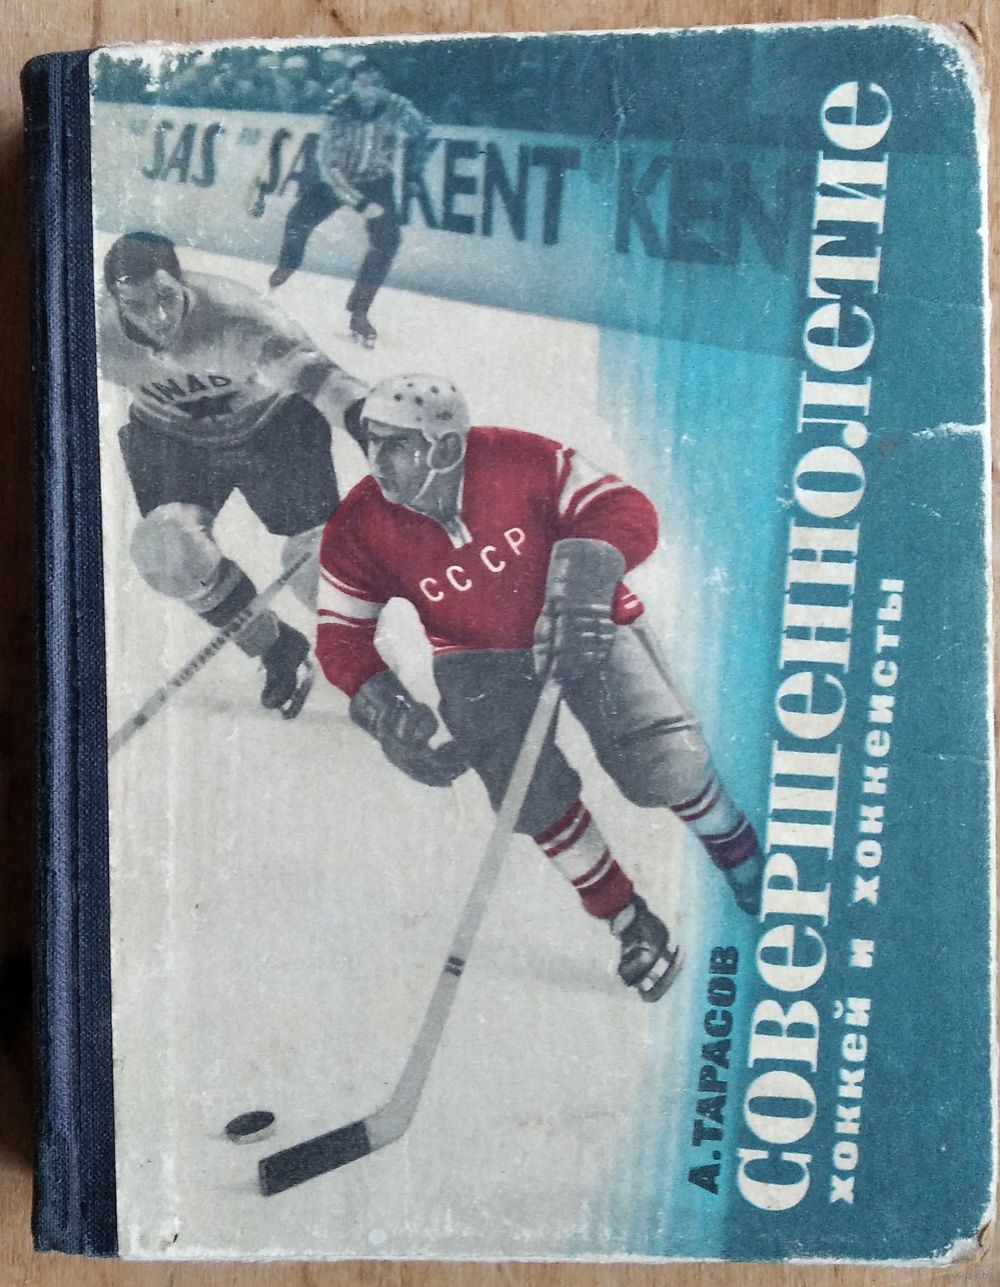 "SAS" SA
KENT KEN
CCCP
А.ТАРАСОВ
СОВЕРШЕННОЛЕТИЕ
ХОККЕЙ И ХОККЕИСТЫ